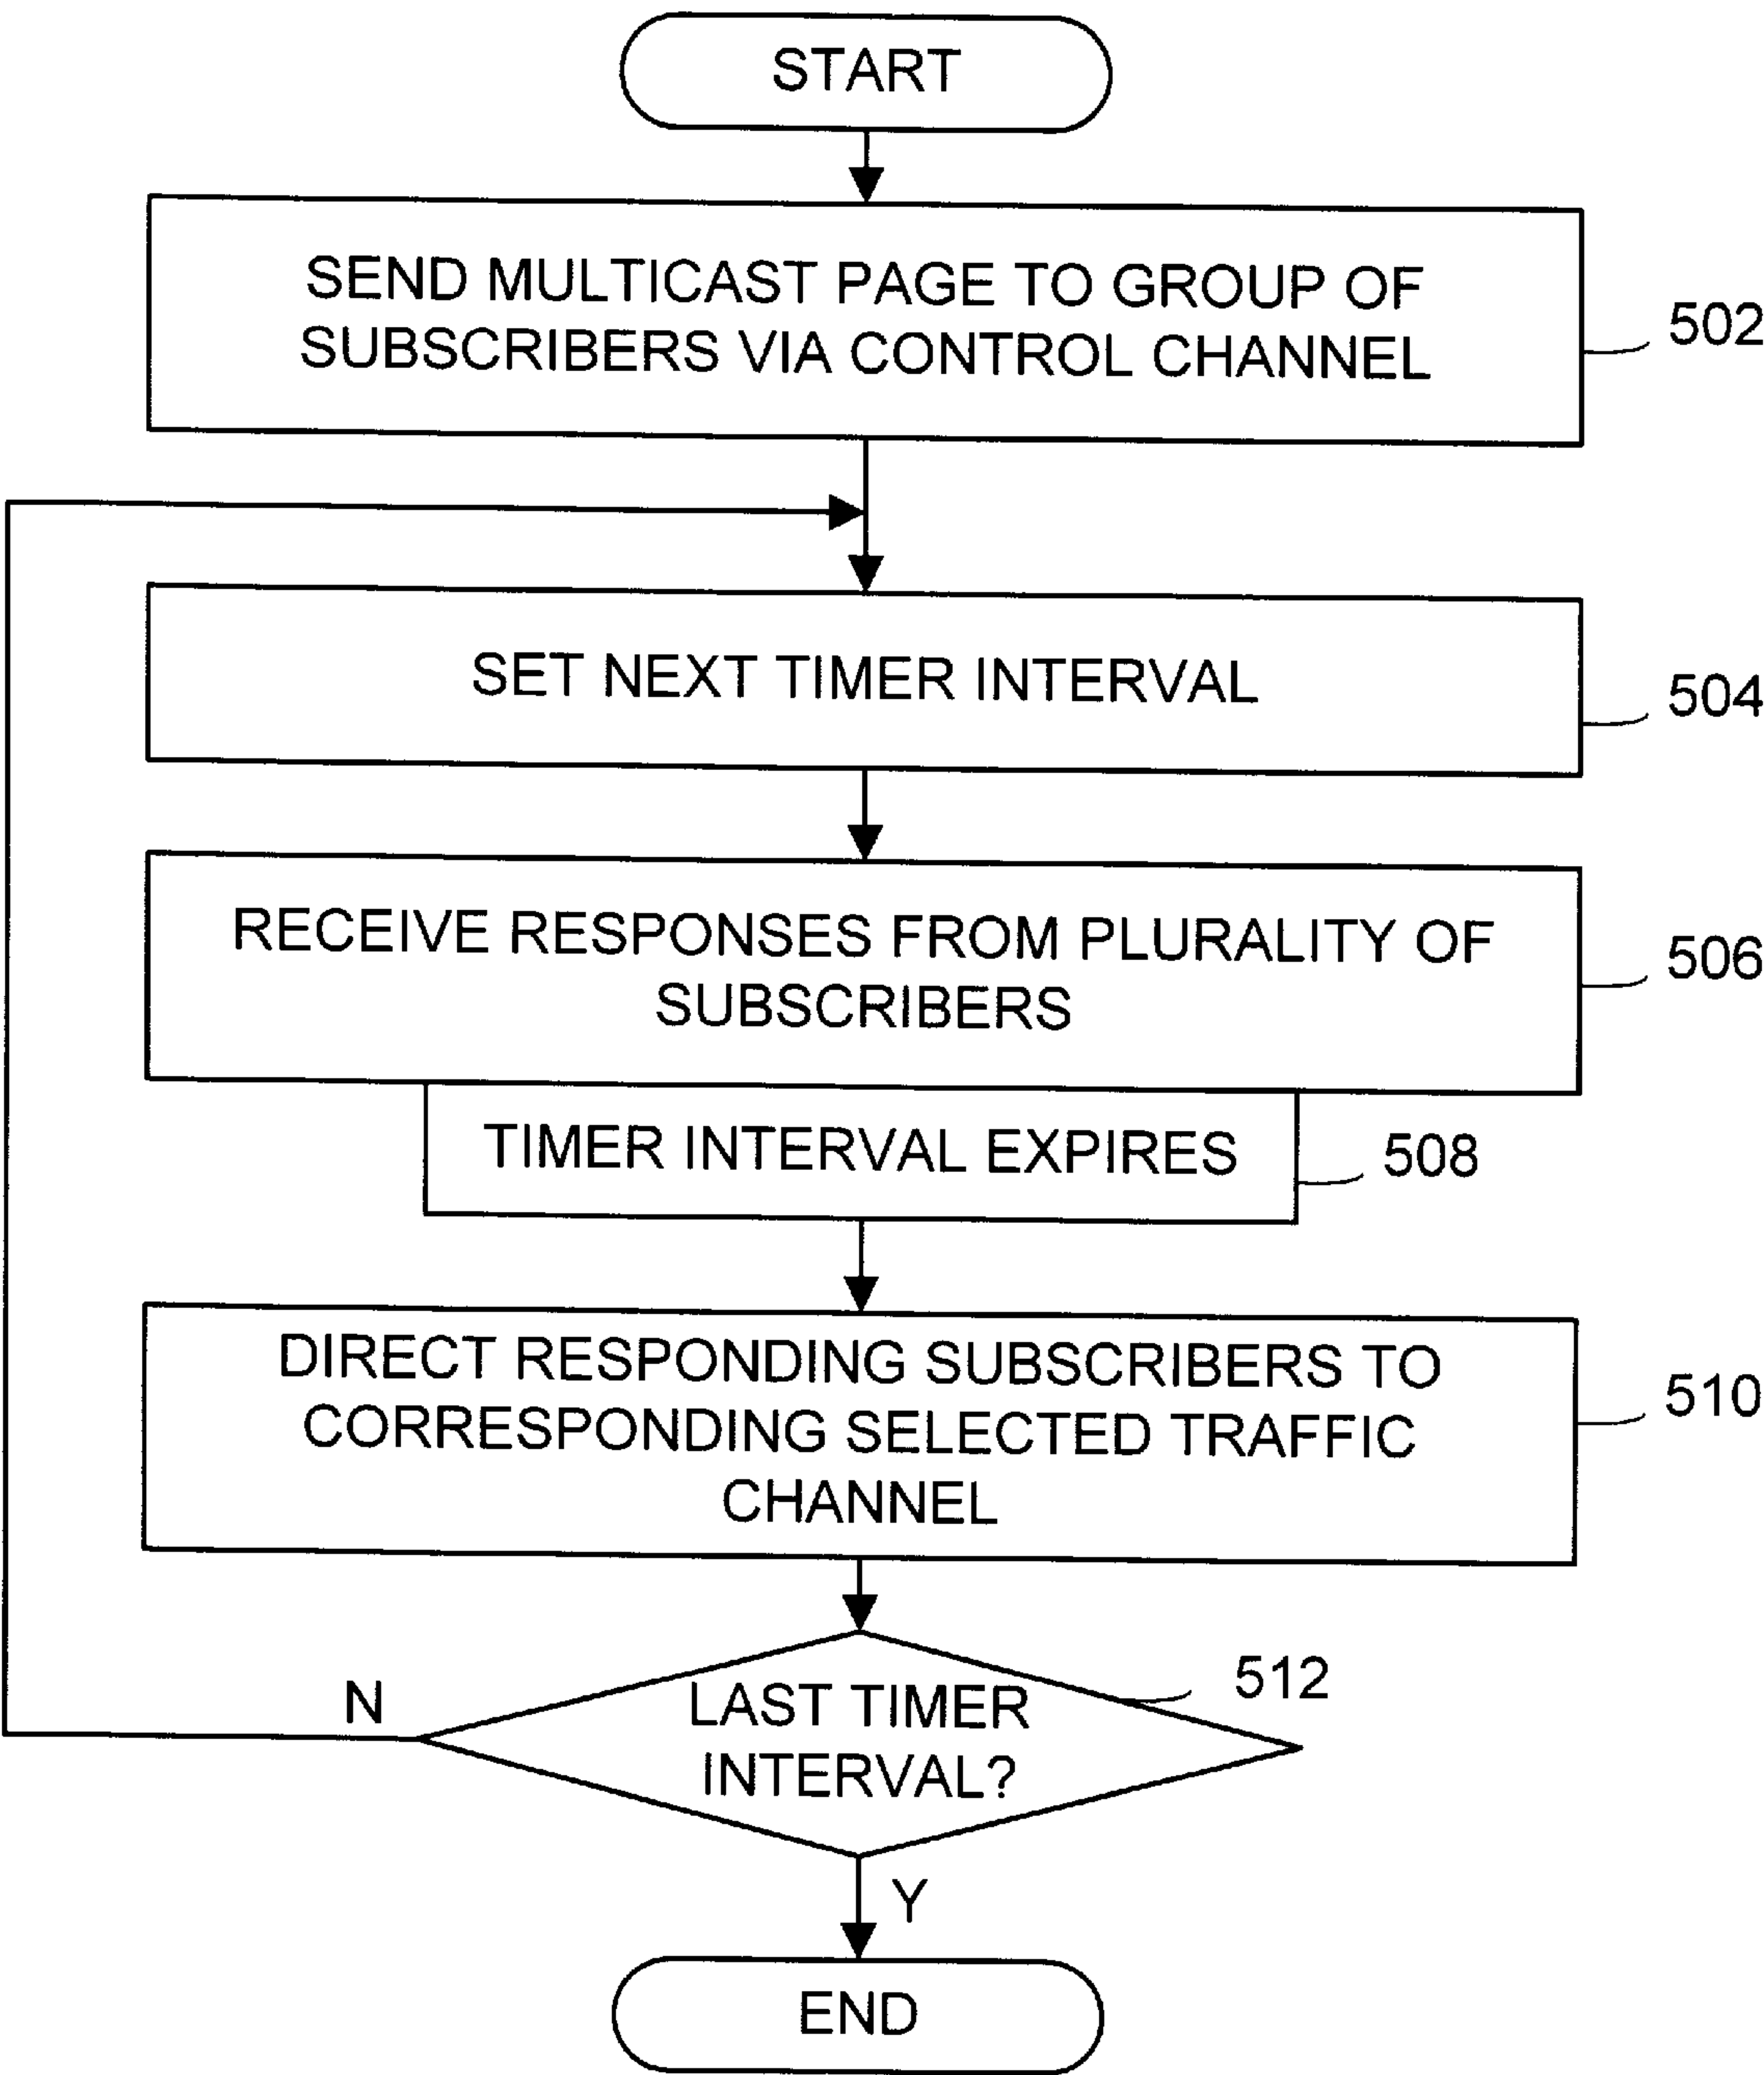 START
SEND MULTICAST PAGE TO GROUP OF
SUBSCRIBERS VIA CONTROL CHANNEL
502
SET NEXT TIMER INTERVAL
504
RECEIVE RESPONSES FROM PLURALITY OF
SUBSCRIBERS
506
TIMER INTERVAL EXPIRES
508
DIRECT RESPONDING SUBSCRIBERS TO
CORRESPONDING SELECTED TRAFFIC
CHANNEL
510
LAST TIMER
INTERVAL?
512
N
Y
END